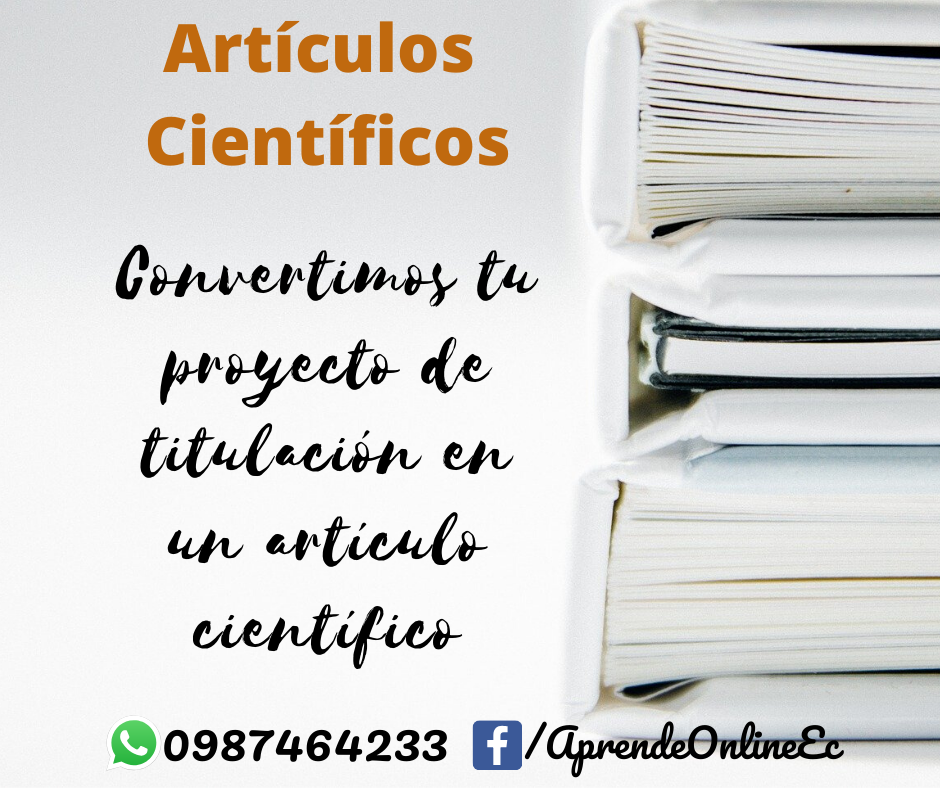 Artículos
Científicos
Convertimos tu
proyecto de
titulación en
un artículo
científico
0987464233 /AprendeOnlineEc